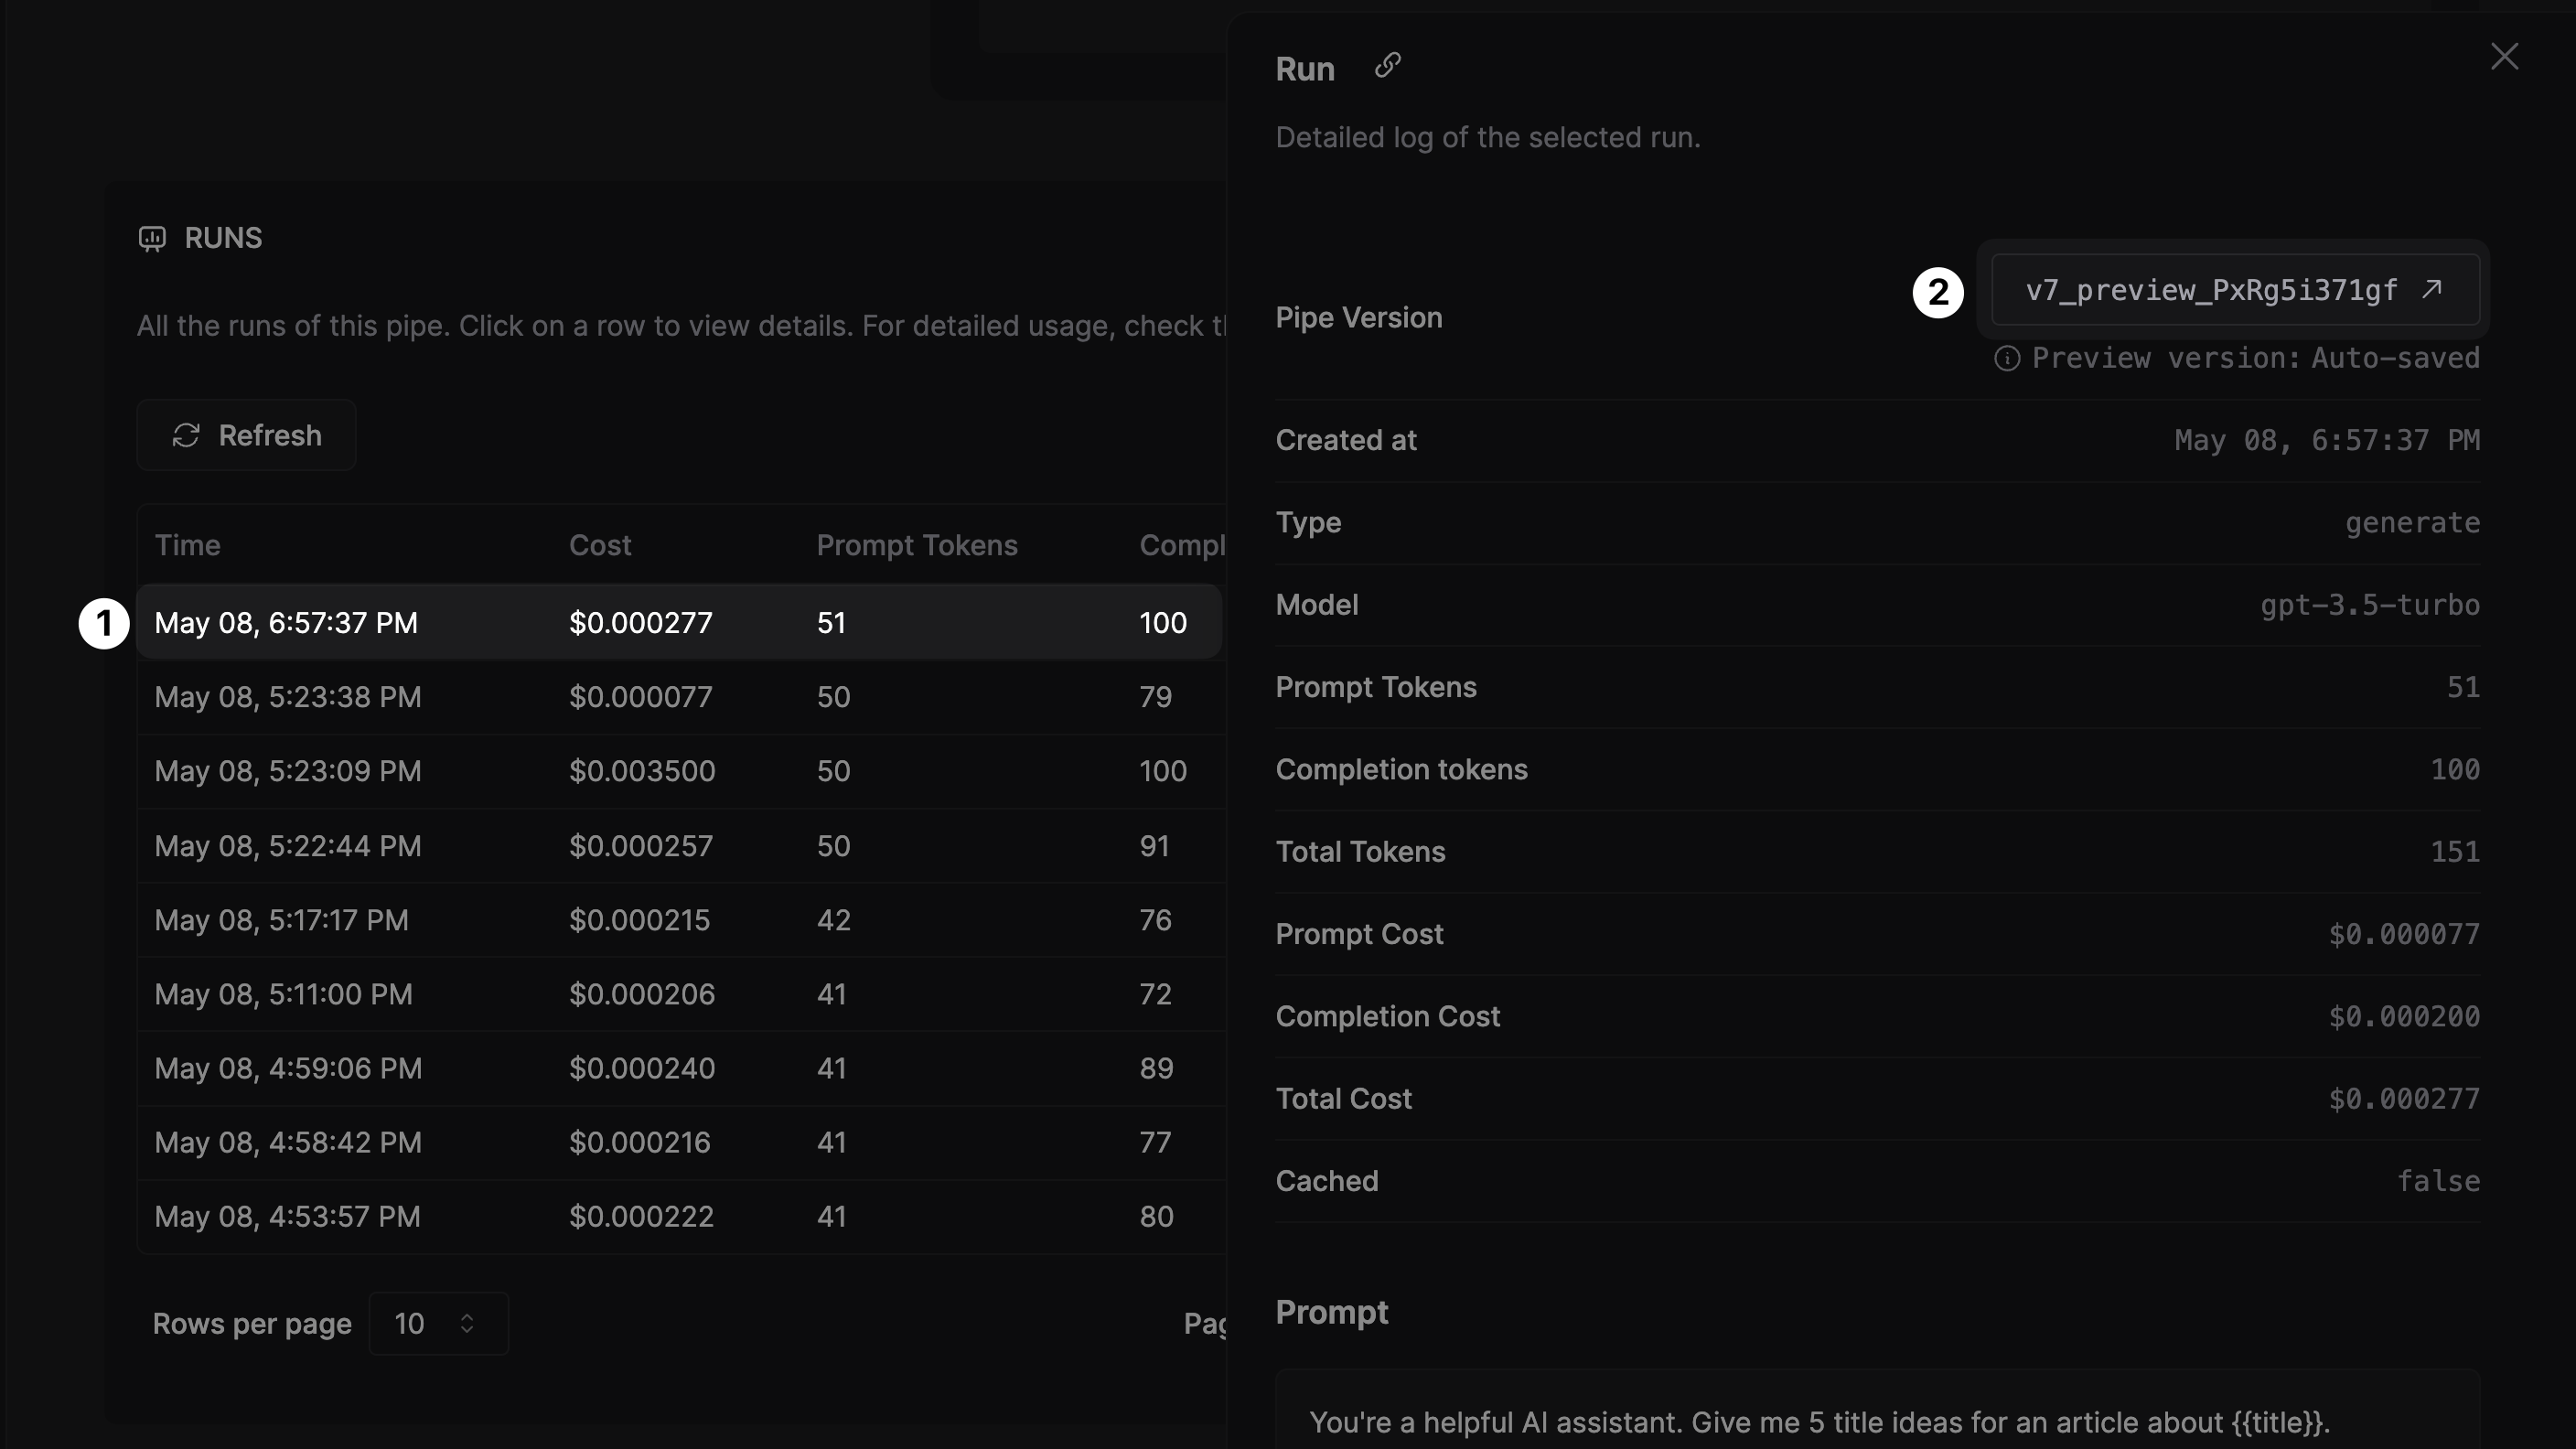 RUNS
All the runs of this pipe. Click on a row to view details. For detailed usage, check
Refresh
Time Cost Prompt Tokens Compl
1 May 08, 6:57:37 PM $0.000277 51 100
May 08, 5:23:38 PM $0.000077 50 79
May 08, 5:23:09 PM $0.003500 50 100
May 08, 5:22:44 PM $0.000257 50 91
May 08, 5:17:17 PM $0.000215 42 76
May 08, 5:11:00 PM $0.000206 41 72
May 08, 4:59:06 PM $0.000240 41 89
May 08, 4:58:42 PM $0.000216 41 77
May 08, 4:53:57 PM $0.000222 41 80
Rows per page 10 Pag
Run
Detailed log of the selected run.
Pipe Version 2 v7_preview_PxRg5i371gf
Preview version: Auto-saved
Created at May 08, 6:57:37 PM
Type generate
Model gpt-3.5-turbo
Prompt Tokens 51
Completion tokens 100
Total Tokens 151
Prompt Cost $0.000077
Completion Cost $0.000200
Total Cost $0.000277
Cached false
Prompt
You're a helpful AI assistant. Give me 5 title ideas for an article about {{title}}.